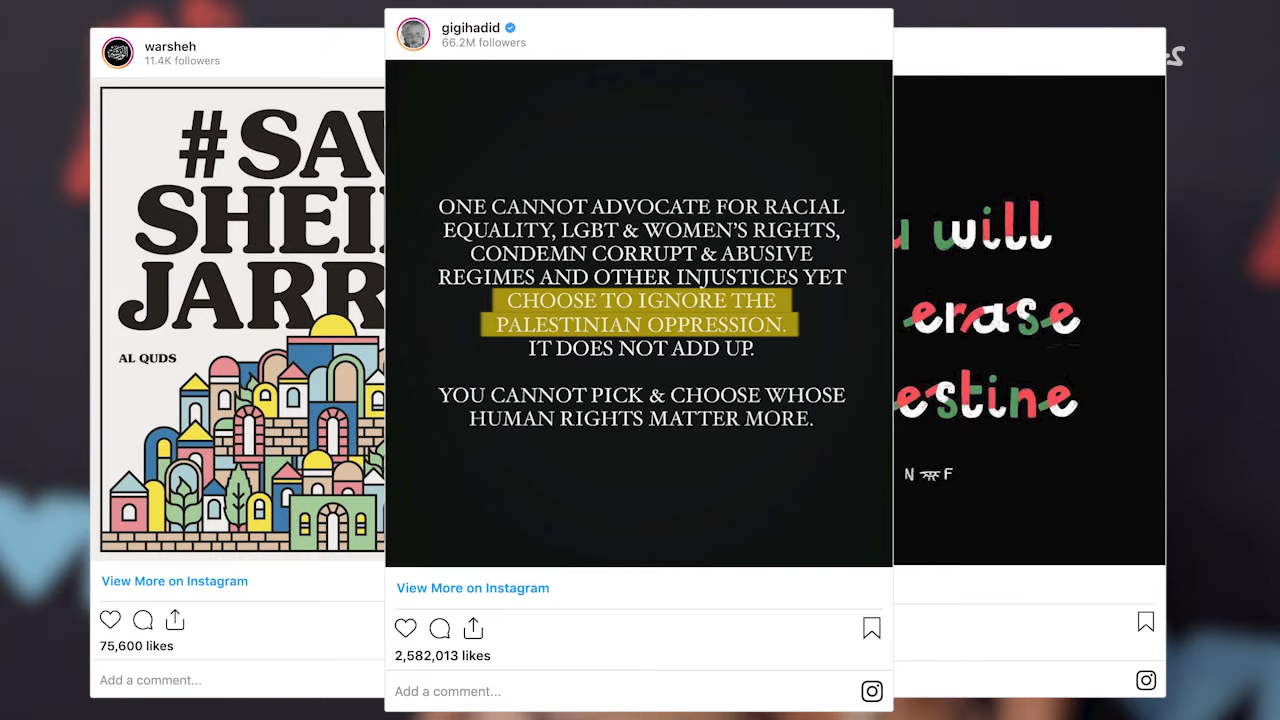 warsheh
11.4K followers
#SAV
SHEI
JARR
AL QUDS
View More on Instagram
75,600 likes
Add a comment...
gigihadid
66.2M followers
ONE CANNOT ADVOCATE FOR RACIAL
EQUALITY, LGBT & WOMEN'S RIGHTS,
CONDEMN CORRUPT & ABUSIVE
REGIMES AND OTHER INJUSTICES YET
CHOOSE TO IGNORE THE
PALESTINIAN OPPRESSION.
IT DOES NOT ADD UP.
YOU CANNOT PICK & CHOOSE WHOSE
HUMAN RIGHTS MATTER MORE.
View More on Instagram
2,582,013 likes
Add a comment...
u will
erase
estine
N F